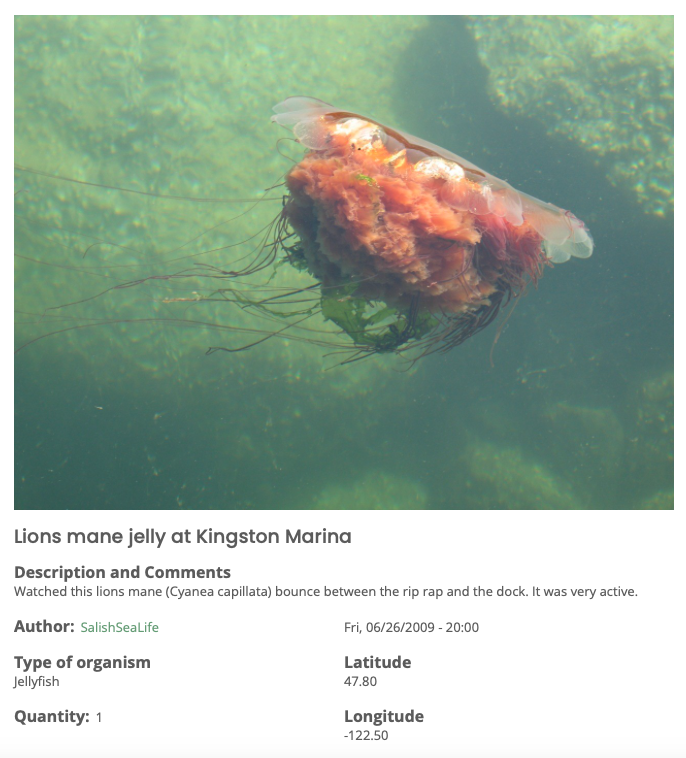 Lions mane jelly at Kingston Marina
Description and Comments
Watched this lions mane (Cyanea capillata) bounce between the rip rap and the dock. It was very active.
Author: SalishSeaLife
Fri, 06/26/2009 - 20:00
Type of organism
Jellyfish
Latitude
47.80
Quantity: 1
Longitude
-122.50